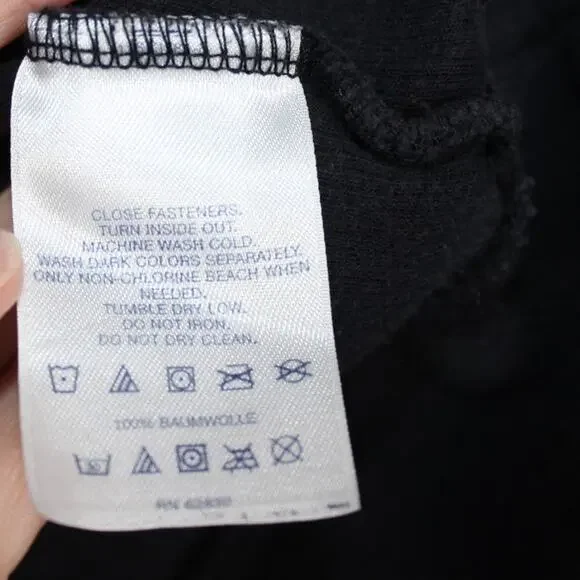 CLOSE FASTENERS.
TURN INSIDE OUT.
MACHINE WASH COLD.
WASH DARK COLORS SEPARATELY.
ONLY NON-CHLORINE BEACH WHEN
NEEDED.
TUMBLE DRY LOW.
DO NOT IRON.
DO NOT DRY CLEAN.
100% BAUMWOLLE
RN